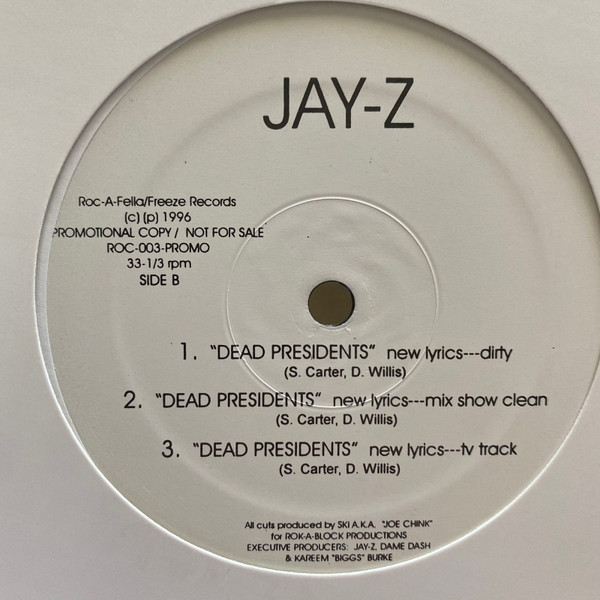 JAY-Z
Roc-A-Fella/Freeze Records
(c) (p) 1996
PROMOTIONAL COPY / NOT FOR SALE
ROC-003-PROMO
33-1/3 rpm
SIDE B
1. "DEAD PRESIDENTS" new lyrics---dirty
(S. Carter, D. Willis)
2. "DEAD PRESIDENTS" new lyrics---mix show clean
(S. Carter, D. Willis)
3. "DEAD PRESIDENTS" new lyrics---tv track
(S. Carter, D. Willis)
All cuts produced by SKI A.K.A. "JOE CHINK"
for ROK-A-BLOCK PRODUCTIONS
EXECUTIVE PRODUCERS: JAY-Z, DAME DASH
& KAREEM "BIGGS" BURKE